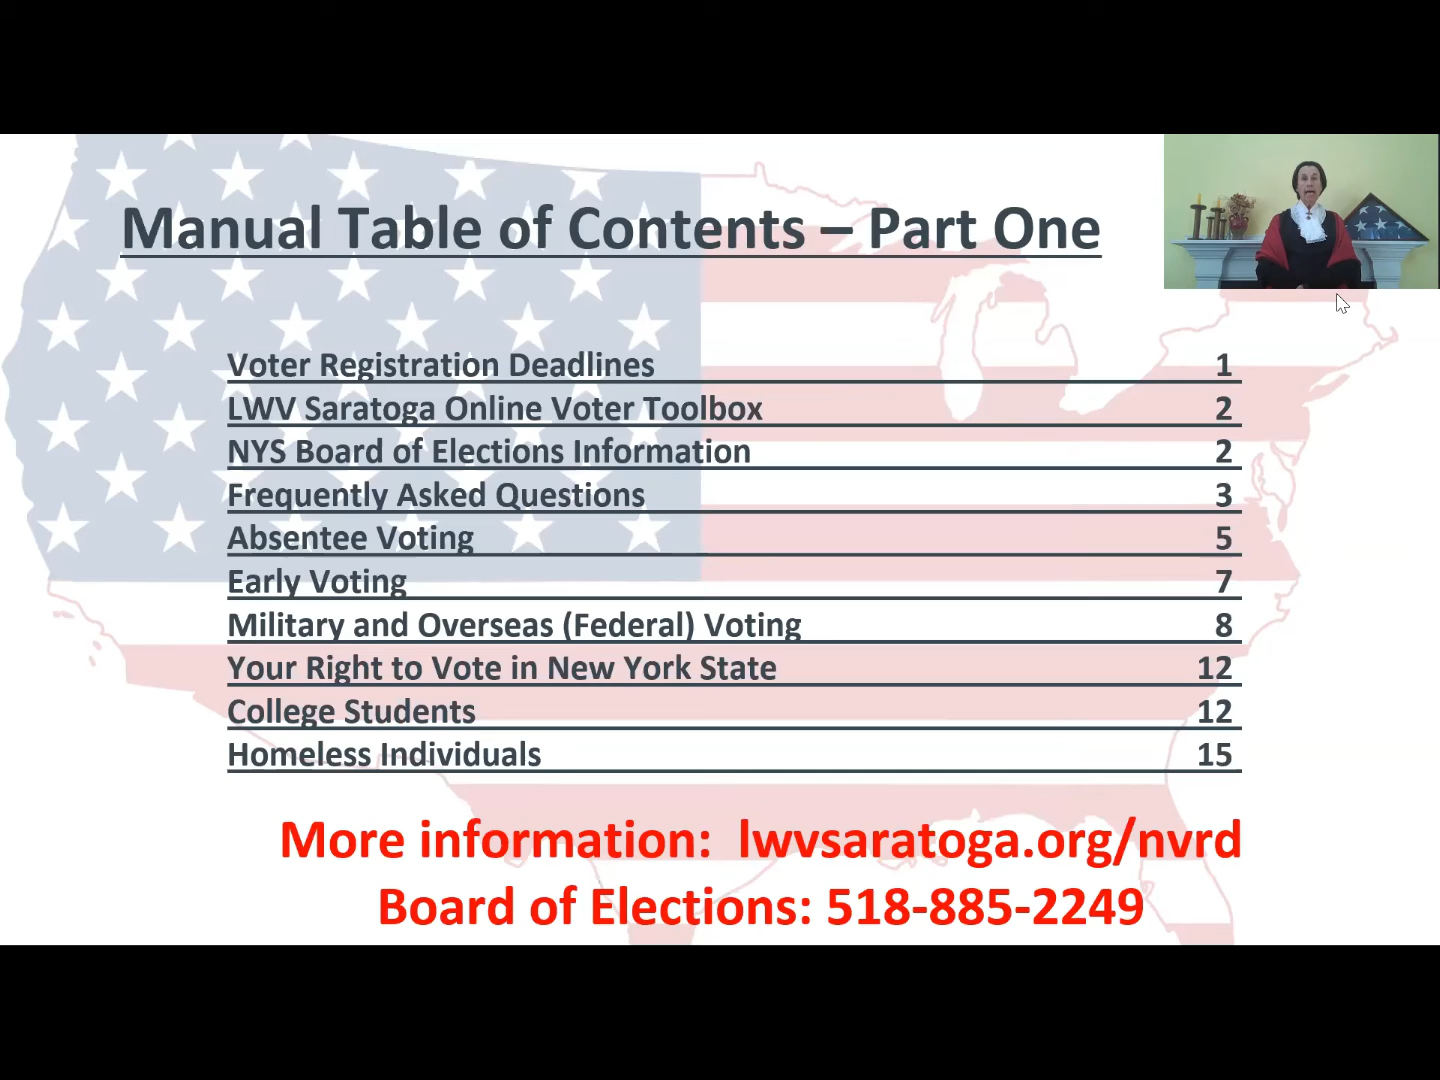 Manual Table of Contents – Part One
Voter Registration Deadlines 1
LWV Saratoga Online Voter Toolbox 2
NYS Board of Elections Information 2
Frequently Asked Questions 3
Absentee Voting 5
Early Voting 7
Military and Overseas (Federal) Voting 8
Your Right to Vote in New York State 12
College Students 12
Homeless Individuals 15
More information: lwvsaratoga.org/nvrd
Board of Elections: 518-885-2249